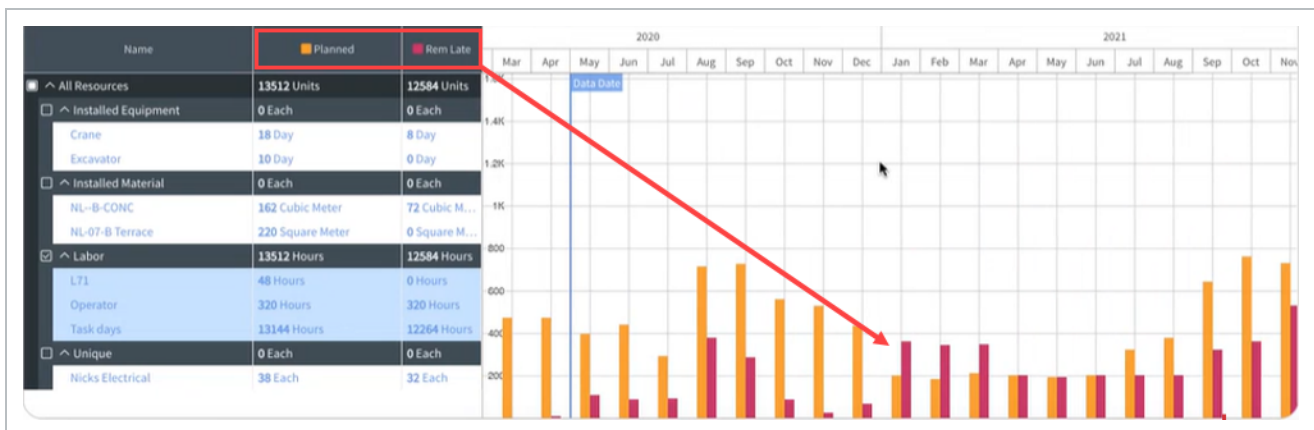 2020 2021
Name Planned Rem Late
Mar Apr May Jun Jul Aug Sep Oct Nov Dec Jan Feb Mar Apr May Jun Jul Aug Sep Oct Nov
All Resources 13512 Units 12584 Units
Data Date
Installed Equipment 0 Each 0 Each
1.4K
Crane 18 Day 8 Day
Excavator 10 Day 0 Day
1.2K
Installed Material 0 Each 0 Each
NL--B-CONC 162 Cubic Meter 72 Cubic M...
1K
NL-07-B Terrace 220 Square Meter 0 Square M...
800
Labor 13512 Hours 12584 Hours
L71 48 Hours 0 Hours
600
Operator 320 Hours 320 Hours
Task days 13144 Hours 12264 Hours
400
Unique 0 Each 0 Each
Nicks Electrical 38 Each 32 Each
200